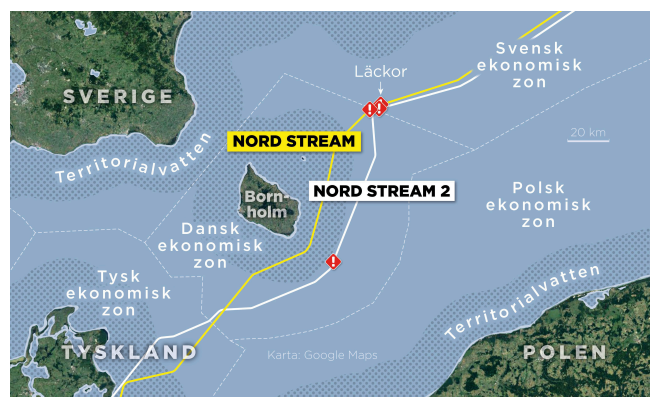 Svensk
ekonomisk
zon
Läckor
SVERIGE
20 km
NORD STREAM
Territorialvatten
NORD STREAM 2
Born-
holm
Polsk
ekonomisk
zon
Dansk
ekonomisk
zon
Tysk
ekonomisk
zon
Territorialvatten
TYSKLAND
Karta: Google Maps
POLEN